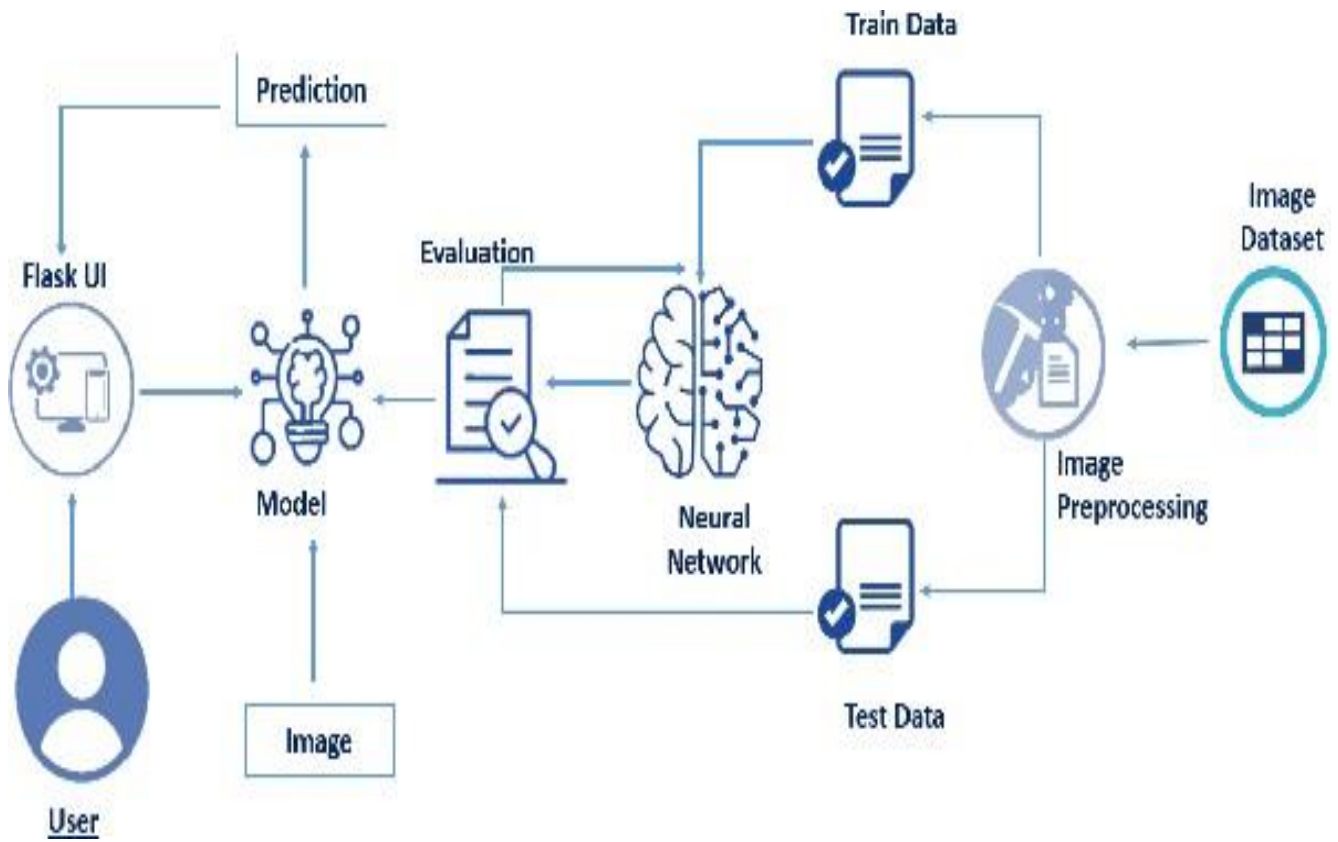 Train Data
Prediction
Image
Dataset
Evaluation
Flask UI
Image
Preprocessing
Model
Neural
Network
Test Data
Image
User